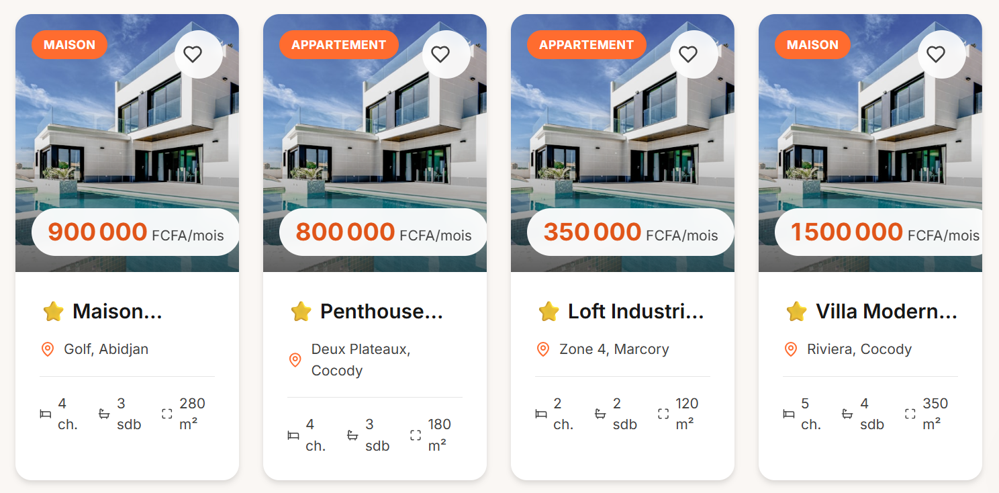 MAISON
900 000 FCFA/mois
Maison...
Golf, Abidjan
4 ch.
3 sdb
280 m²
APPARTEMENT
800 000 FCFA/mois
Penthouse...
Deux Plateaux,
Cocody
4 ch.
3 sdb
180 m²
APPARTEMENT
350 000 FCFA/mois
Loft Industri...
Zone 4, Marcory
2 ch.
2 sdb
120 m²
MAISON
1 500 000 FCFA/mois
Villa Modern...
Riviera, Cocody
5 ch.
4 sdb
350 m²